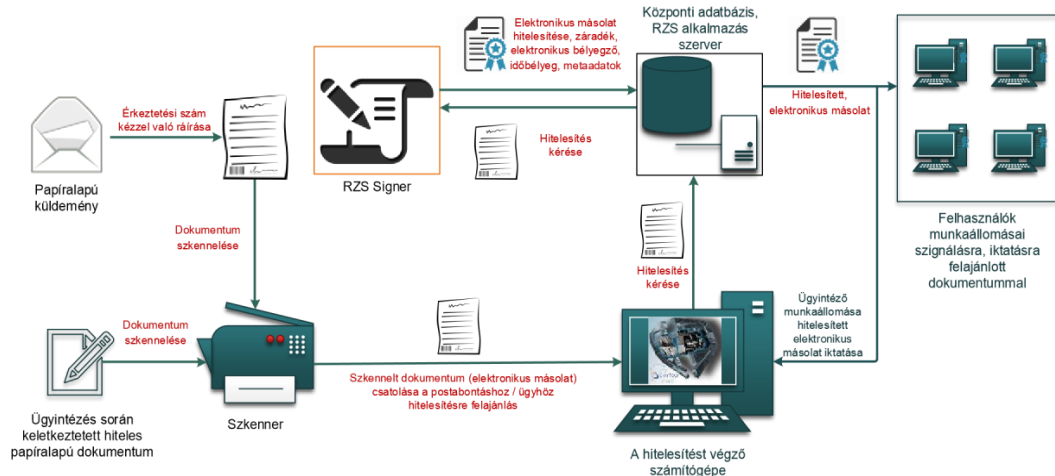 Elektronikus másolat
hitelesítése, záradék,
elektronikus bélyegző,
időbélyeg, metaadatok
Központi adatbázis,
RZS alkalmazás
szerver
Érkeztetési szám
kézzel való ráírása
Papíralapú
küldemény
RZS Signer
Hitelesítés
kérése
Hitelesített,
elektronikus másolat
Felhasználók
munkaállomásai
szignálásra, iktatásra
felajánlott
dokumentummal
Dokumentum
szkennelése
Hitelesítés
kérése
Ügyintéző
munkaállomása
hitelesített
elektronikus
másolat iktatása
Dokumentum
szkennelése
Szkennelt dokumentum (elektronikus másolat)
csatolása a postabontáshoz / ügyhöz
hitelesítésre felajánlás
Ügyintézés során
keletkeztetett hiteles
papíralapú dokumentum
Szkenner
A hitelesítést végző
számítógépe